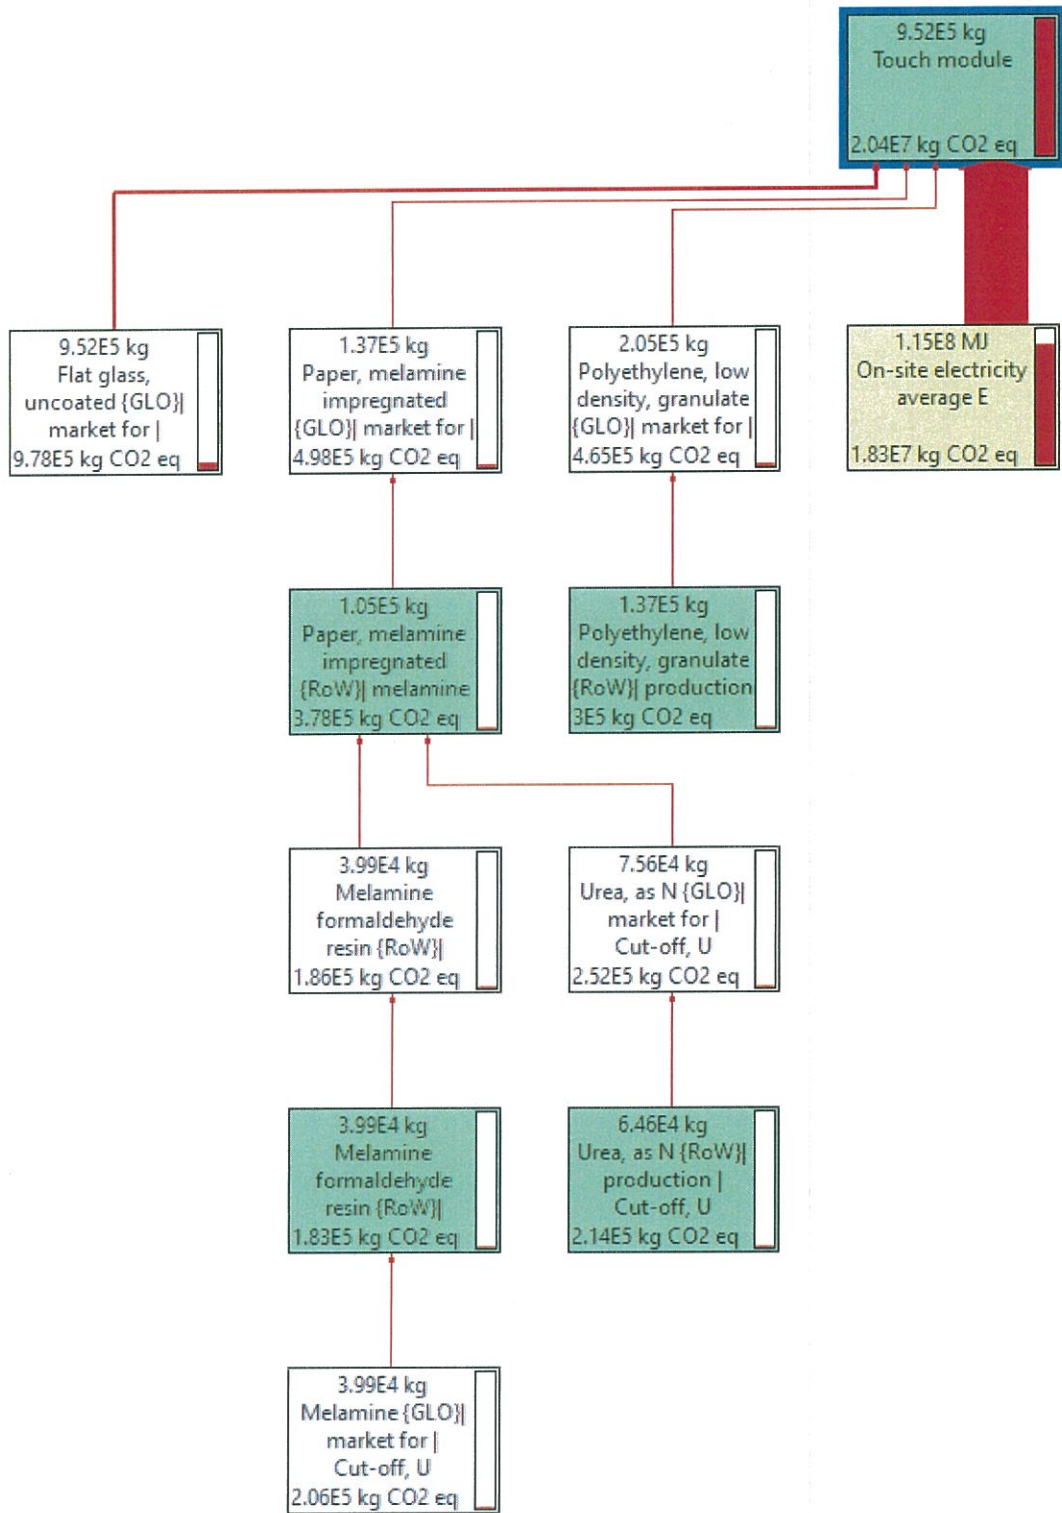 9.52E5 kg
Touch module
2.04E7 kg CO2 eq
9.52E5 kg
Flat glass,
uncoated {GLO}|
market for |
9.78E5 kg CO2 eq
1.37E5 kg
Paper, melamine
impregnated
{GLO}| market for |
4.98E5 kg CO2 eq
2.05E5 kg
Polyethylene, low
density, granulate
{GLO}| market for |
4.65E5 kg CO2 eq
1.15E8 MJ
On-site electricity
average E
1.83E7 kg CO2 eq
1.05E5 kg
Paper, melamine
impregnated
{RoW}| melamine
3.78E5 kg CO2 eq
1.37E5 kg
Polyethylene, low
density, granulate
{RoW}| production
3E5 kg CO2 eq
3.99E4 kg
Melamine
formaldehyde
resin {RoW}|
1.86E5 kg CO2 eq
7.56E4 kg
Urea, as N {GLO}|
market for |
Cut-off, U
2.52E5 kg CO2 eq
3.99E4 kg
Melamine
formaldehyde
resin {RoW}|
1.83E5 kg CO2 eq
6.46E4 kg
Urea, as N {RoW}|
production |
Cut-off, U
2.14E5 kg CO2 eq
3.99E4 kg
Melamine {GLO}|
market for |
Cut-off, U
2.06E5 kg CO2 eq